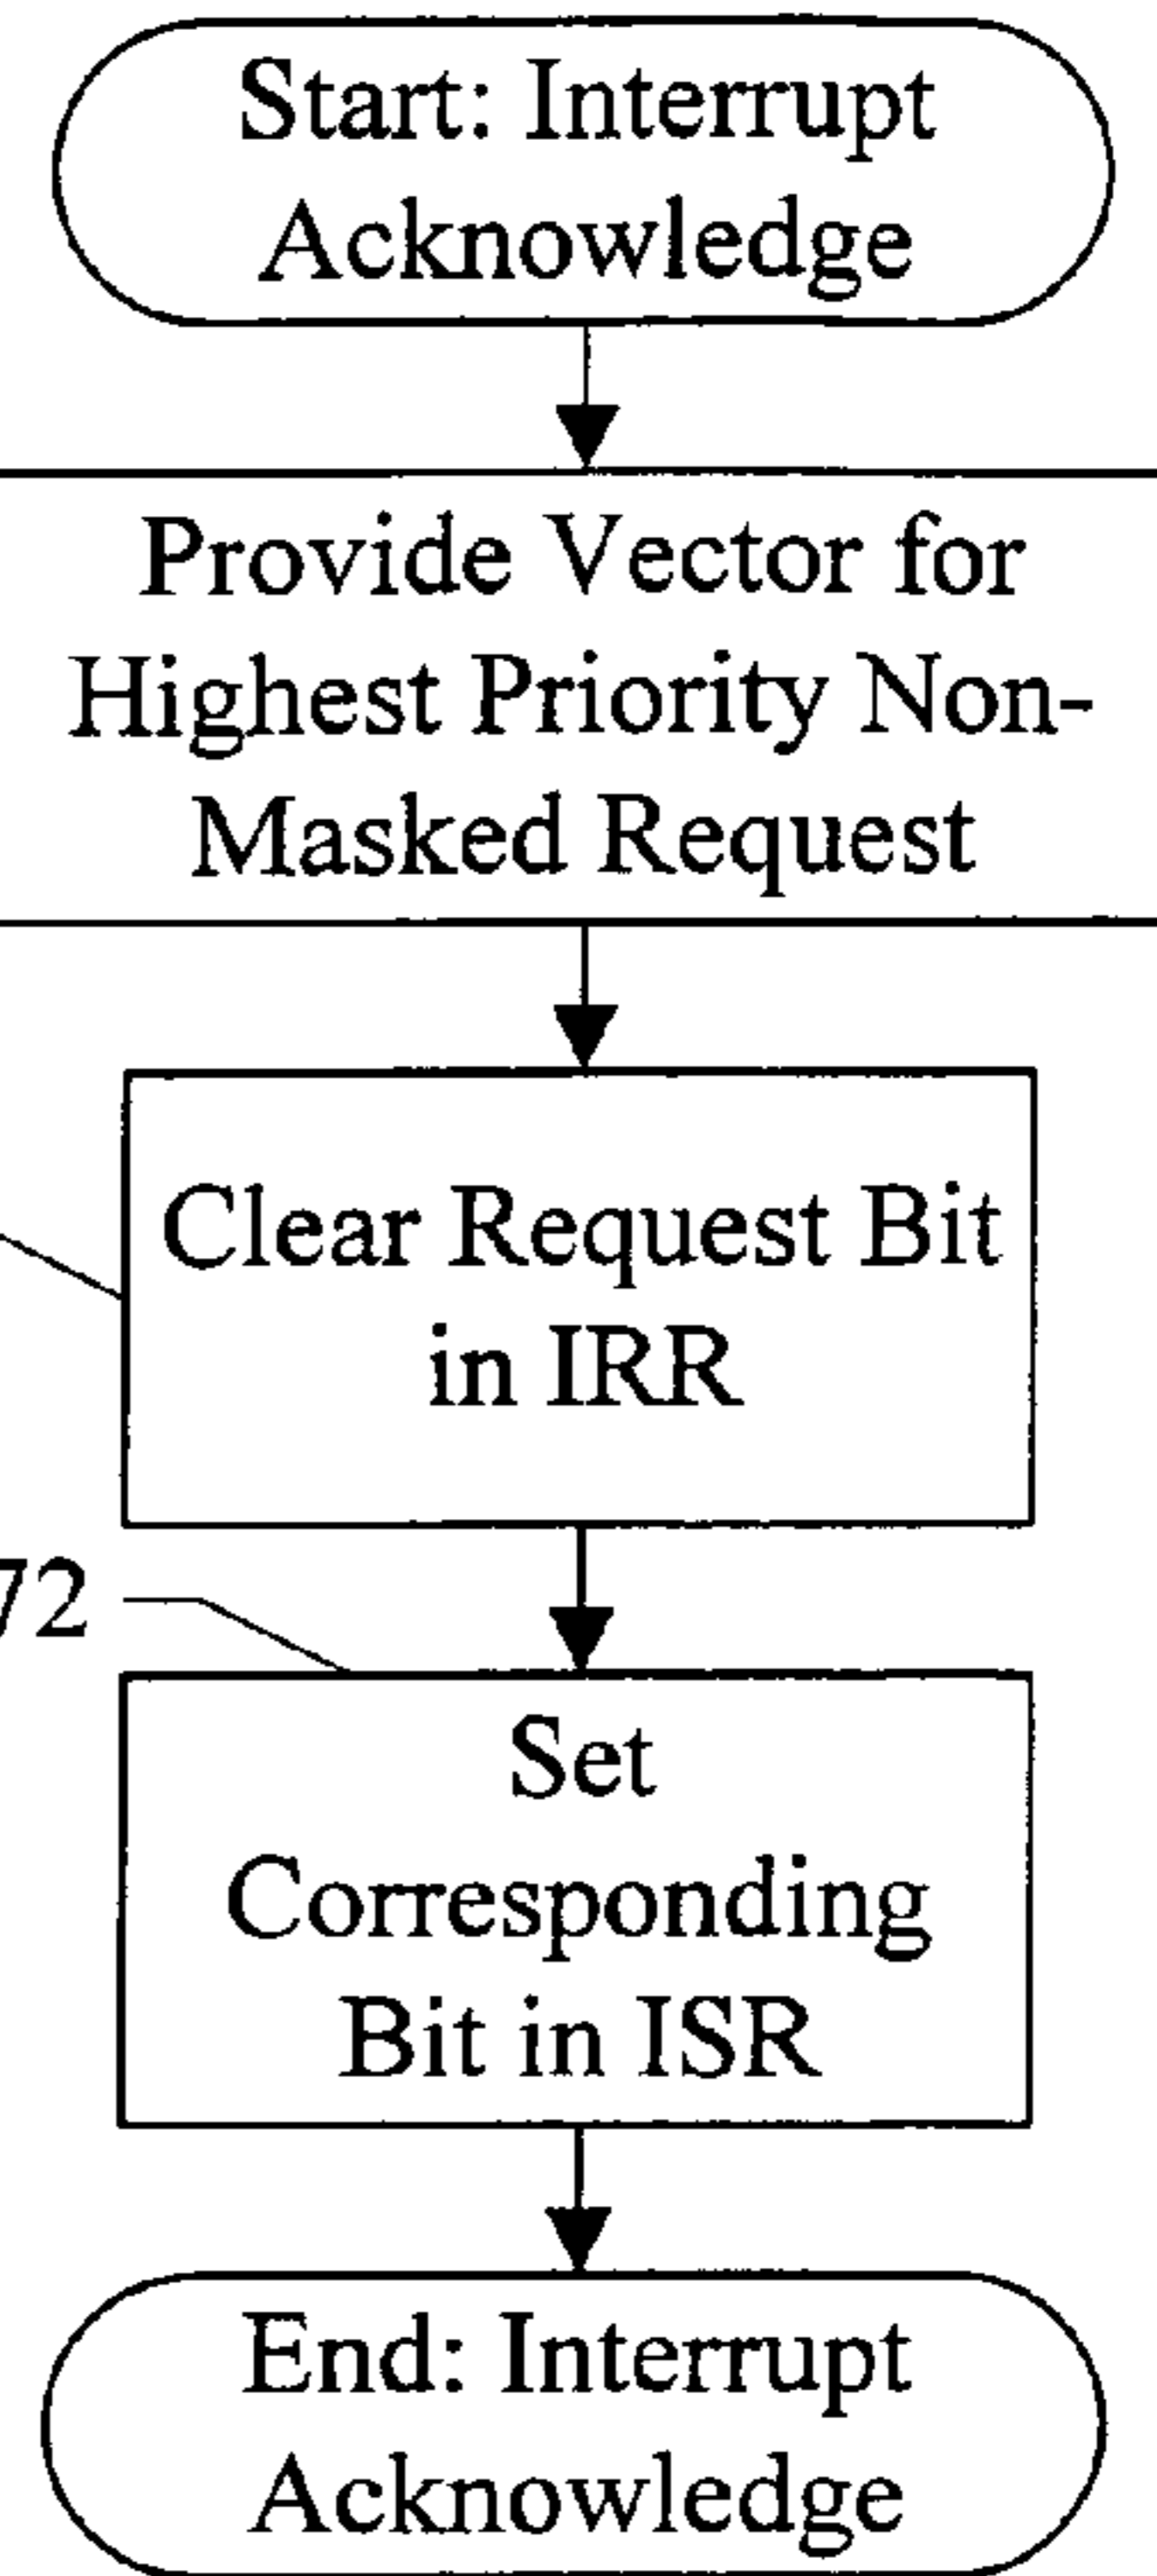 Start: Interrupt
Acknowledge
Provide Vector for
Highest Priority Non-
Masked Request
Clear Request Bit
in IRR
72
Set
Corresponding
Bit in ISR
End: Interrupt
Acknowledge